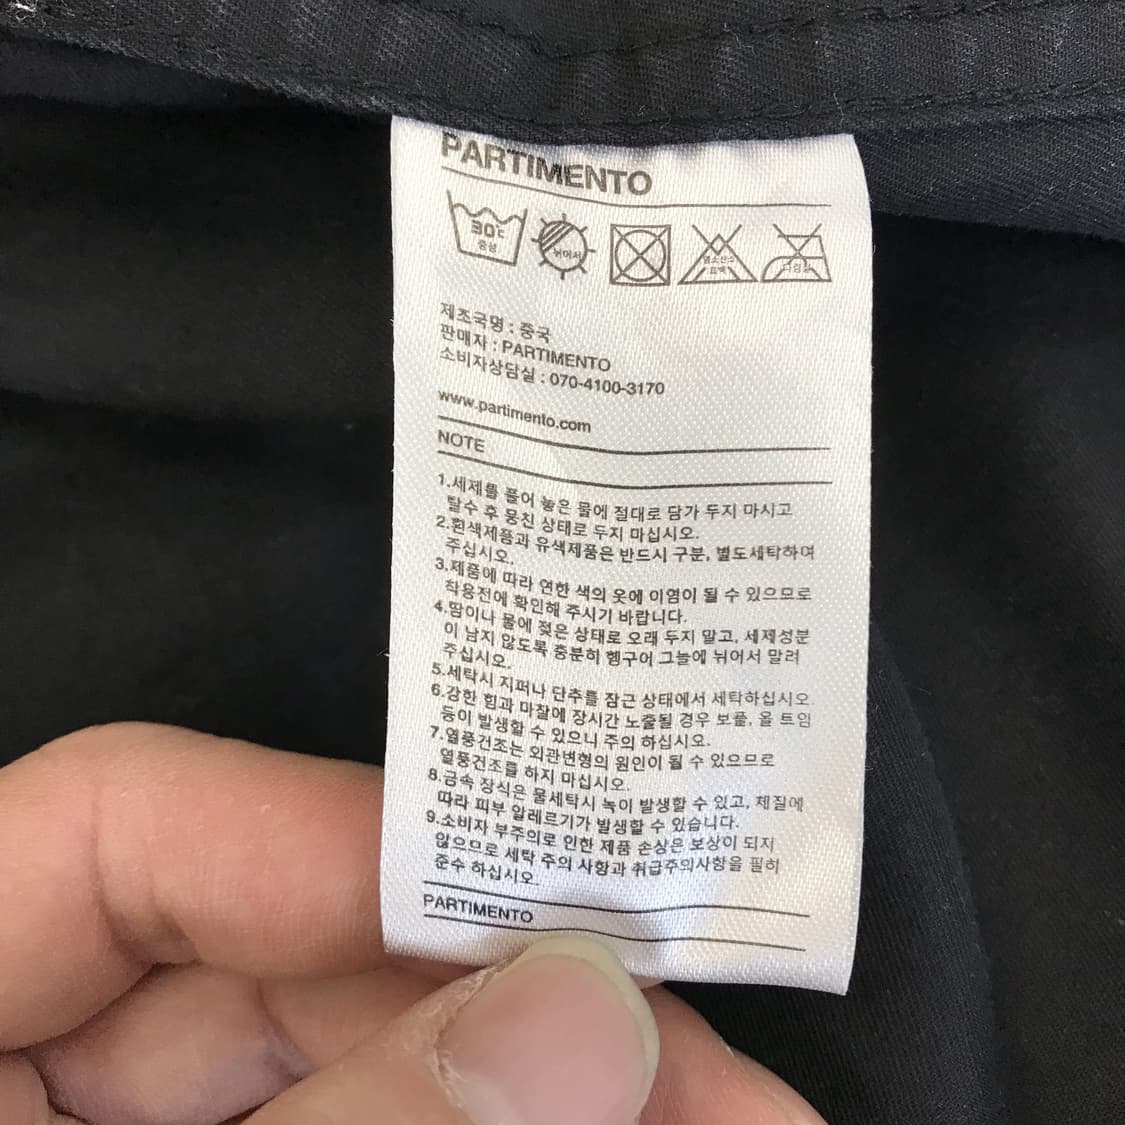 PARTIMENTO
30℃
중성
뉘어서
염소산소
표백
다림질
제조국명 : 중국
판매자 : PARTIMENTO
소비자상담실 : 070-4100-3170
www.partimento.com
NOTE
1.세제를 풀어 놓은 물에 절대로 담가 두지 마시고
탈수 후 뭉친 상태로 두지 마십시오.
2.흰색제품과 유색제품은 반드시 구분, 별도세탁하여
주십시오.
3.제품에 따라 연한 색의 옷에 이염이 될 수 있으므로
착용전에 확인해 주시기 바랍니다.
4.땀이나 물에 젖은 상태로 오래 두지 말고, 세제성분
이 남지 않도록 충분히 헹구어 그늘에 뉘어서 말려
주십시오.
5.세탁시 지퍼나 단추를 잠근 상태에서 세탁하십시오.
6.강한 힘과 마찰에 장시간 노출될 경우 보풀, 올 트임
등이 발생할 수 있으니 주의 하십시오.
7.열풍건조는 외관변형의 원인이 될 수 있으므로
열풍건조를 하지 마십시오.
8.금속 장식은 물세탁시 녹이 발생할 수 있고, 체질에
따라 피부 알레르기가 발생할 수 있습니다.
9.소비자 부주의로 인한 제품 손상은 보상이 되지
않으므로 세탁 주의 사항과 취급주의사항을 필히
준수 하십시오.
PARTIMENTO